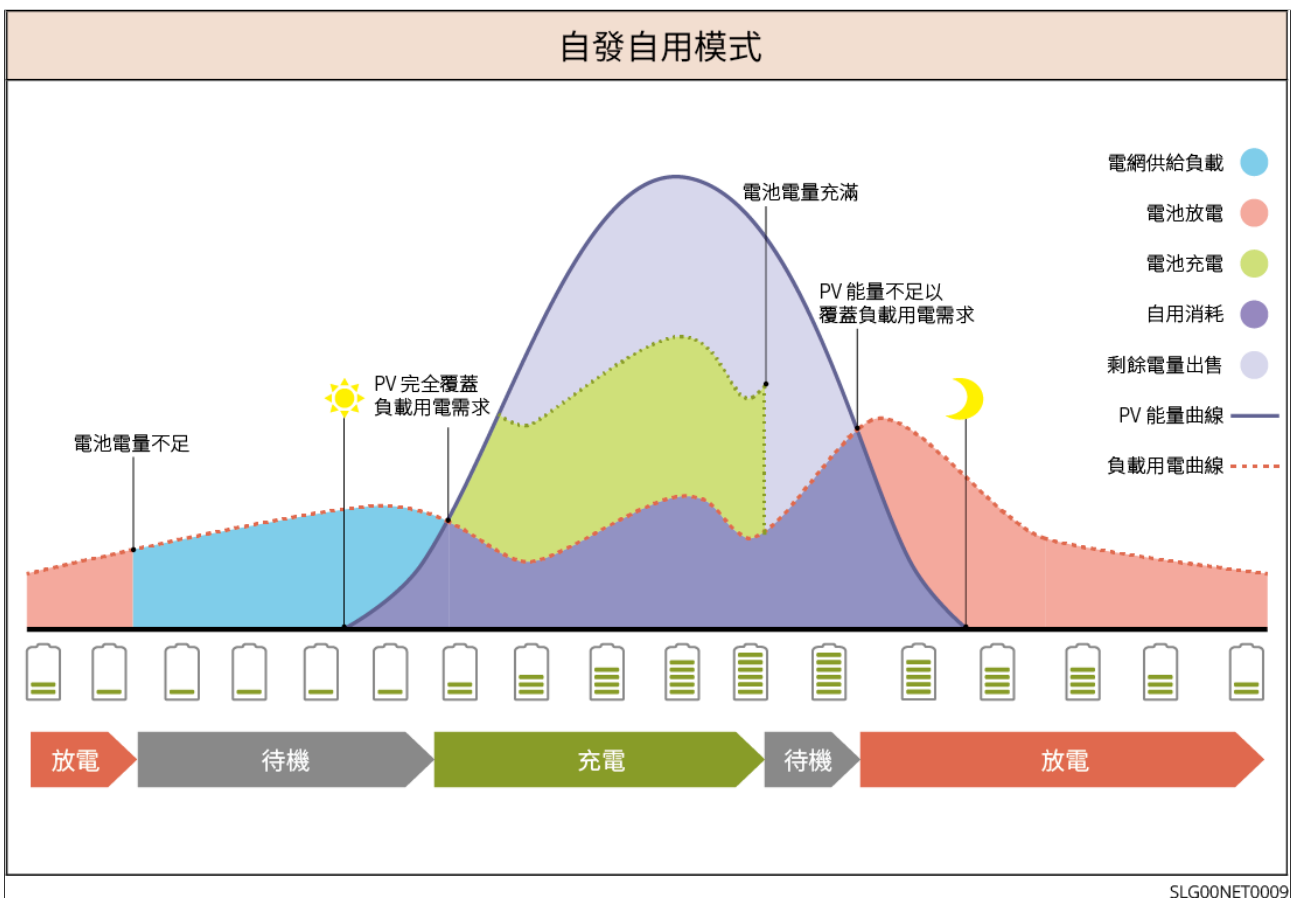 自發自用模式
電網供給負載
電池放電
電池充電
自用消耗
剩餘電量出售
PV 能量曲線
負載用電曲線
電池電量充滿
PV 能量不足以
覆蓋負載用電需求
PV 完全覆蓋
負載用電需求
電池電量不足
放電
待機
充電
待機
放電
SLG00NET0009